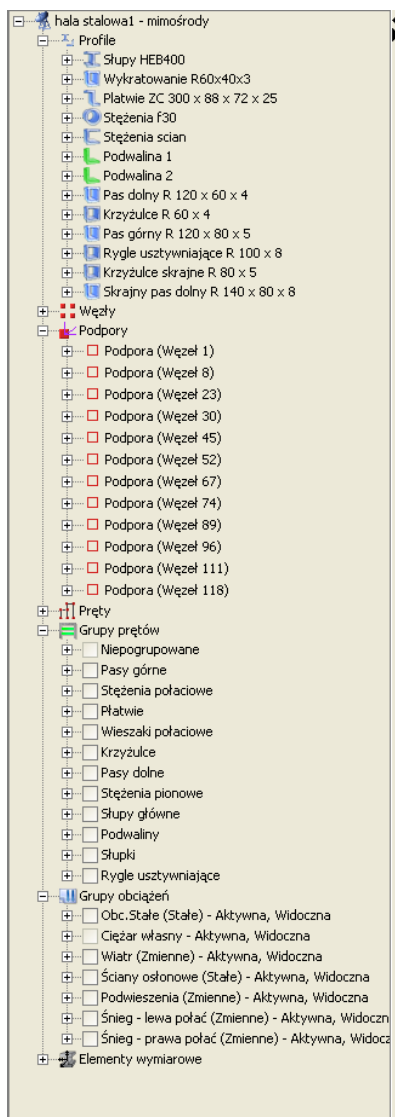 hala stalowa1 - mimośrody
Profile
Słupy HEB400
Wykratowanie R60x40x3
Platwie ZC 300 x 88 x 72 x 25
Stężenia f30
Stężenia scian
Podwalina 1
Podwalina 2
Pas dolny R 120 x 60 x 4
Krzyżulce R 60 x 4
Pas górny R 120 x 80 x 5
Rygle usztywniające R 100 x 8
Krzyżulce skrajne R 80 x 5
Skrajny pas dolny R 140 x 80 x 8
Węzły
Podpory
Podpora (Węzeł 1)
Podpora (Węzeł 8)
Podpora (Węzeł 23)
Podpora (Węzeł 30)
Podpora (Węzeł 45)
Podpora (Węzeł 52)
Podpora (Węzeł 67)
Podpora (Węzeł 74)
Podpora (Węzeł 89)
Podpora (Węzeł 96)
Podpora (Węzeł 111)
Podpora (Węzeł 118)
Pręty
Grupy prętów
Niepogrupowane
Pasy górne
Stężenia połaciowe
Płatwie
Wieszaki połaciowe
Krzyżulce
Pasy dolne
Stężenia pionowe
Słupy główne
Podwaliny
Słupki
Rygle usztywniające
Grupy obciążeń
Obc.Stałe (Stałe) - Aktywna, Widoczna
Ciężar własny - Aktywna, Widoczna
Wiatr (Zmienne) - Aktywna, Widoczna
Ściany osłonowe (Stałe) - Aktywna, Widoczna
Podwieszenia (Zmienne) - Aktywna, Widoczna
Śnieg - lewa połać (Zmienne) - Aktywna, Widoczn
Śnieg - prawa połać (Zmienne) - Aktywna, Widocz
Elementy wymiarowe